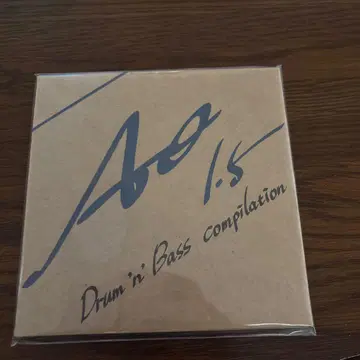 AO
1.5
Drum 'n' Bass compilation